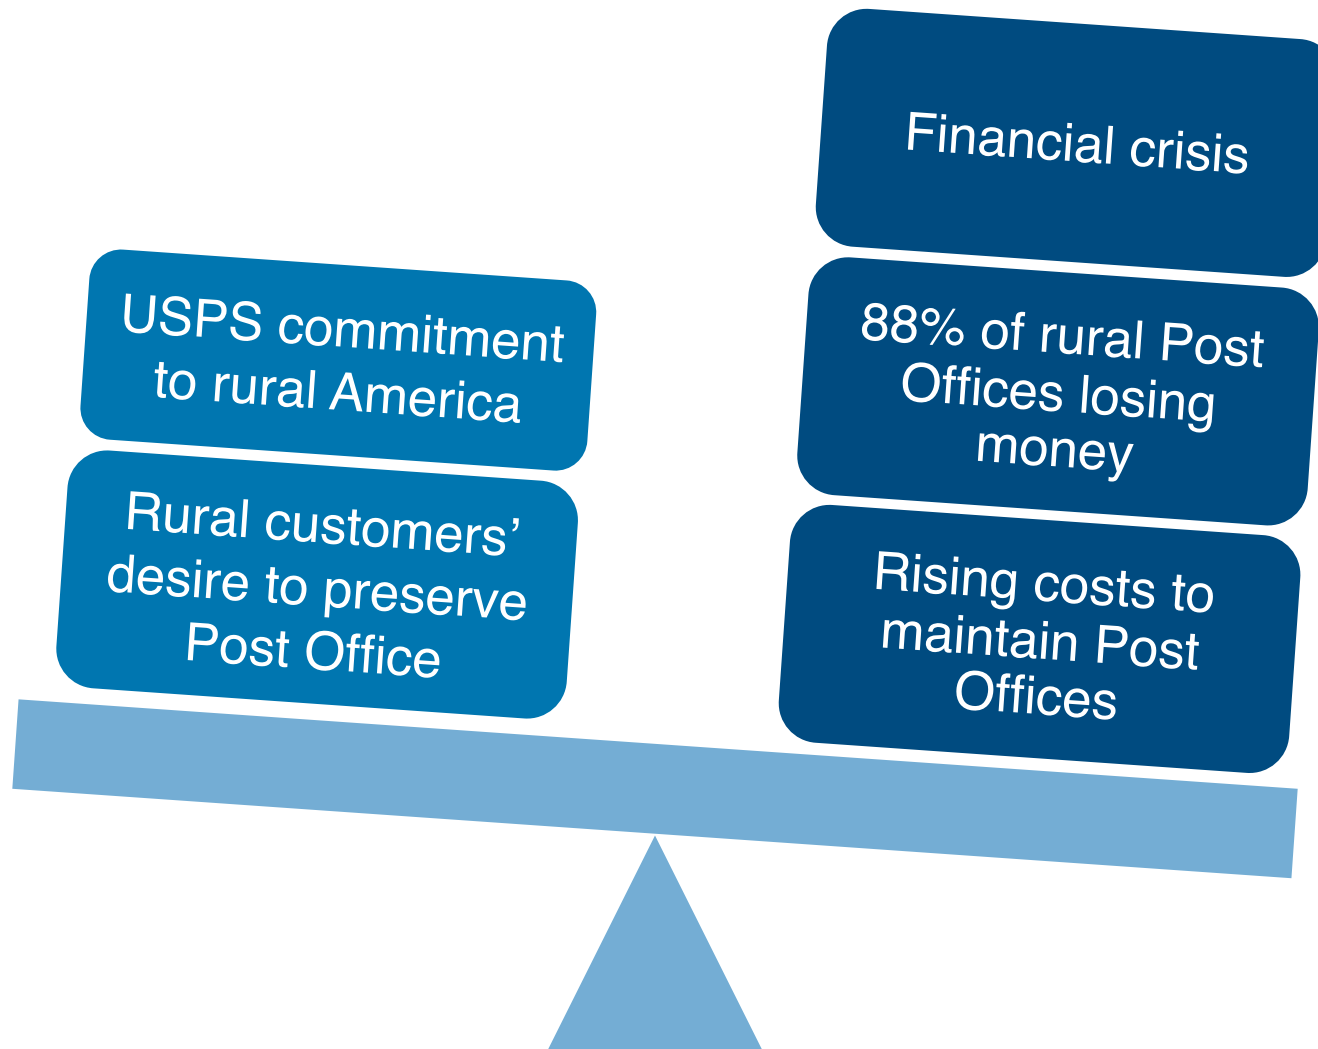 USPS commitment
to rural America
Rural customers’
desire to preserve
Post Office
Financial crisis
88% of rural Post
Offices losing
money
Rising costs to
maintain Post
Offices